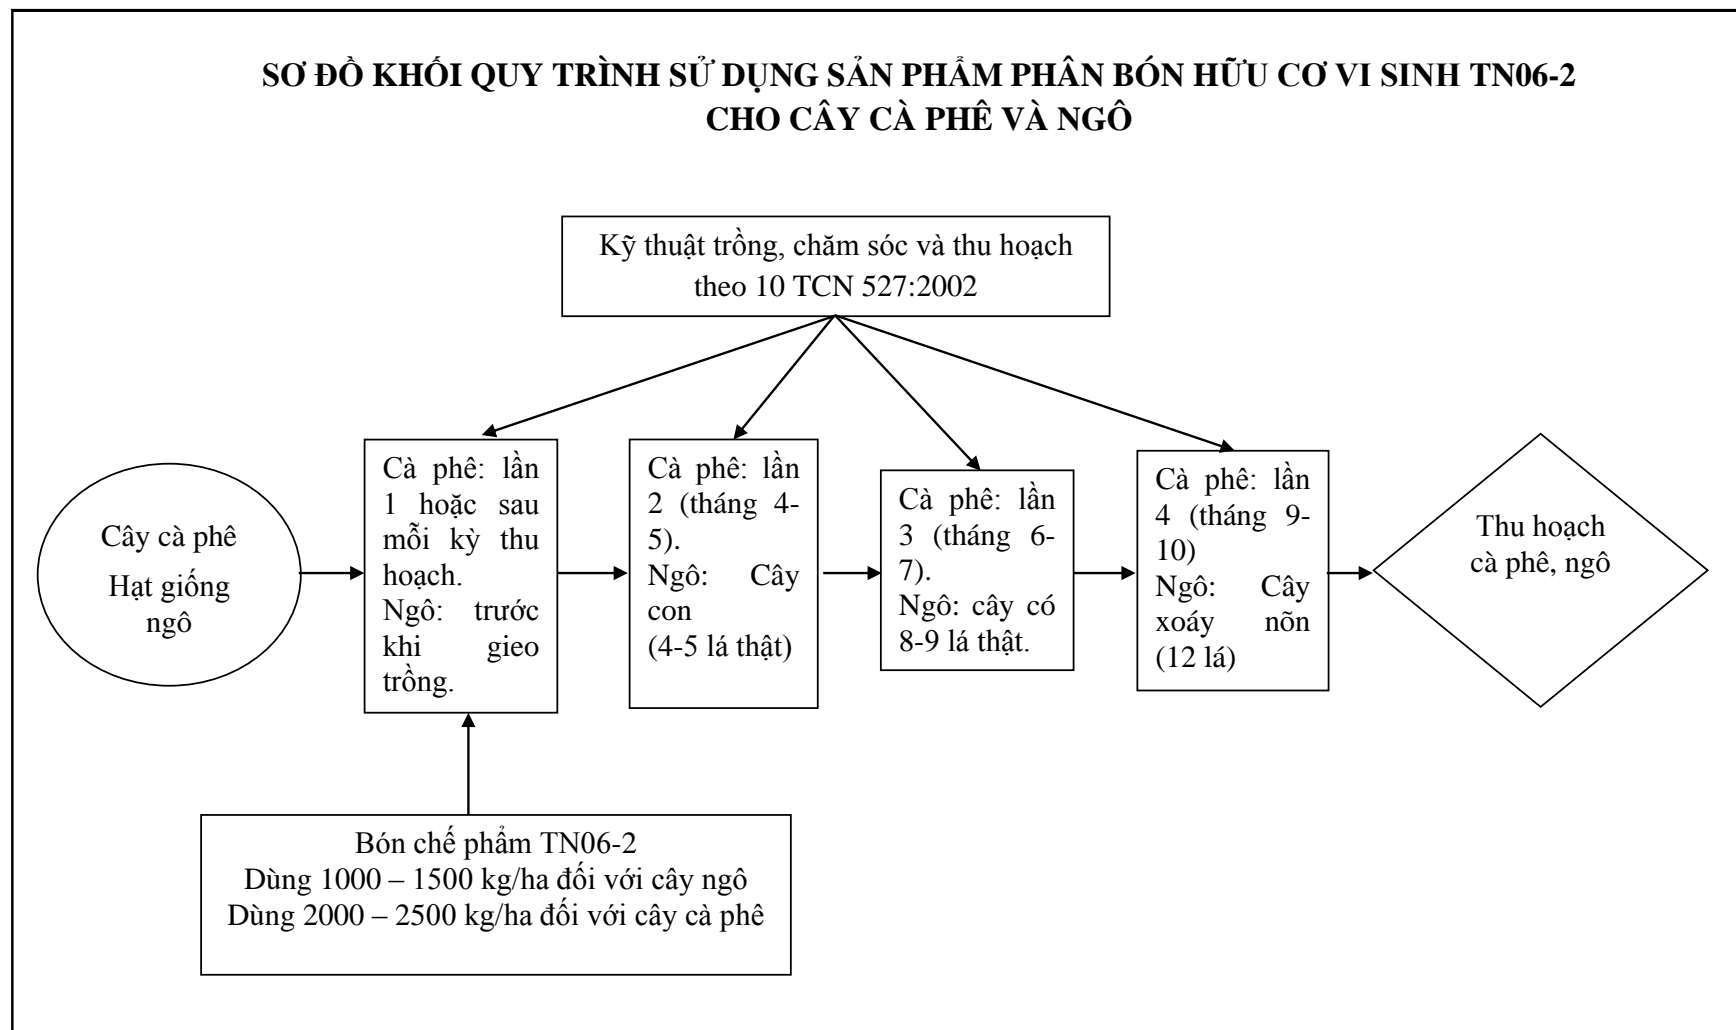 SƠ ĐỒ KHỐI QUY TRÌNH SỬ DỤNG SẢN PHẨM PHÂN BÓN HỮU CƠ VI SINH TN06-2
CHO CÂY CÀ PHÊ VÀ NGÔ
Kỹ thuật trồng, chăm sóc và thu hoạch
theo 10 TCN 527:2002
Cây cà phê
Hạt giống
ngô
Cà phê: lần
1 hoặc sau
mỗi kỳ thu
hoạch.
Ngô: trước
khi gieo
trồng.
Cà phê: lần
2 (tháng 4-
5).
Ngô: Cây
con
(4-5 lá thật)
Cà phê: lần
3 (tháng 6-
7).
Ngô: cây có
8-9 lá thật.
Cà phê: lần
4 (tháng 9-
10)
Ngô: Cây
xoáy nõn
(12 lá)
Thu hoạch
cà phê, ngô
Bón chế phẩm TN06-2
Dùng 1000 – 1500 kg/ha đối với cây ngô
Dùng 2000 – 2500 kg/ha đối với cây cà phê